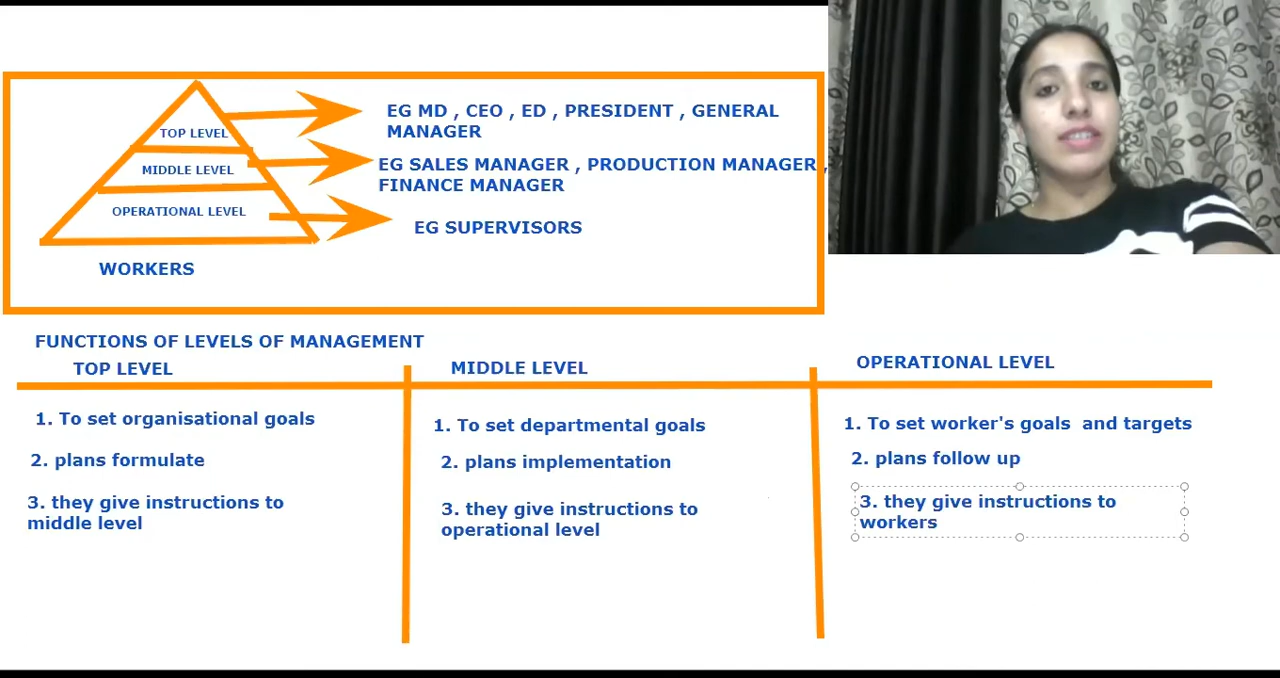 TOP LEVEL
MIDDLE LEVEL
OPERATIONAL LEVEL
WORKERS
EG MD , CEO , ED , PRESIDENT , GENERAL
MANAGER
EG SALES MANAGER , PRODUCTION MANAGER ,
FINANCE MANAGER
EG SUPERVISORS
FUNCTIONS OF LEVELS OF MANAGEMENT
TOP LEVEL
1. To set organisational goals
2. plans formulate
3. they give instructions to
middle level
MIDDLE LEVEL
1. To set departmental goals
2. plans implementation
3. they give instructions to
operational level
OPERATIONAL LEVEL
1. To set worker's goals  and targets
2. plans follow up
3. they give instructions to
workers